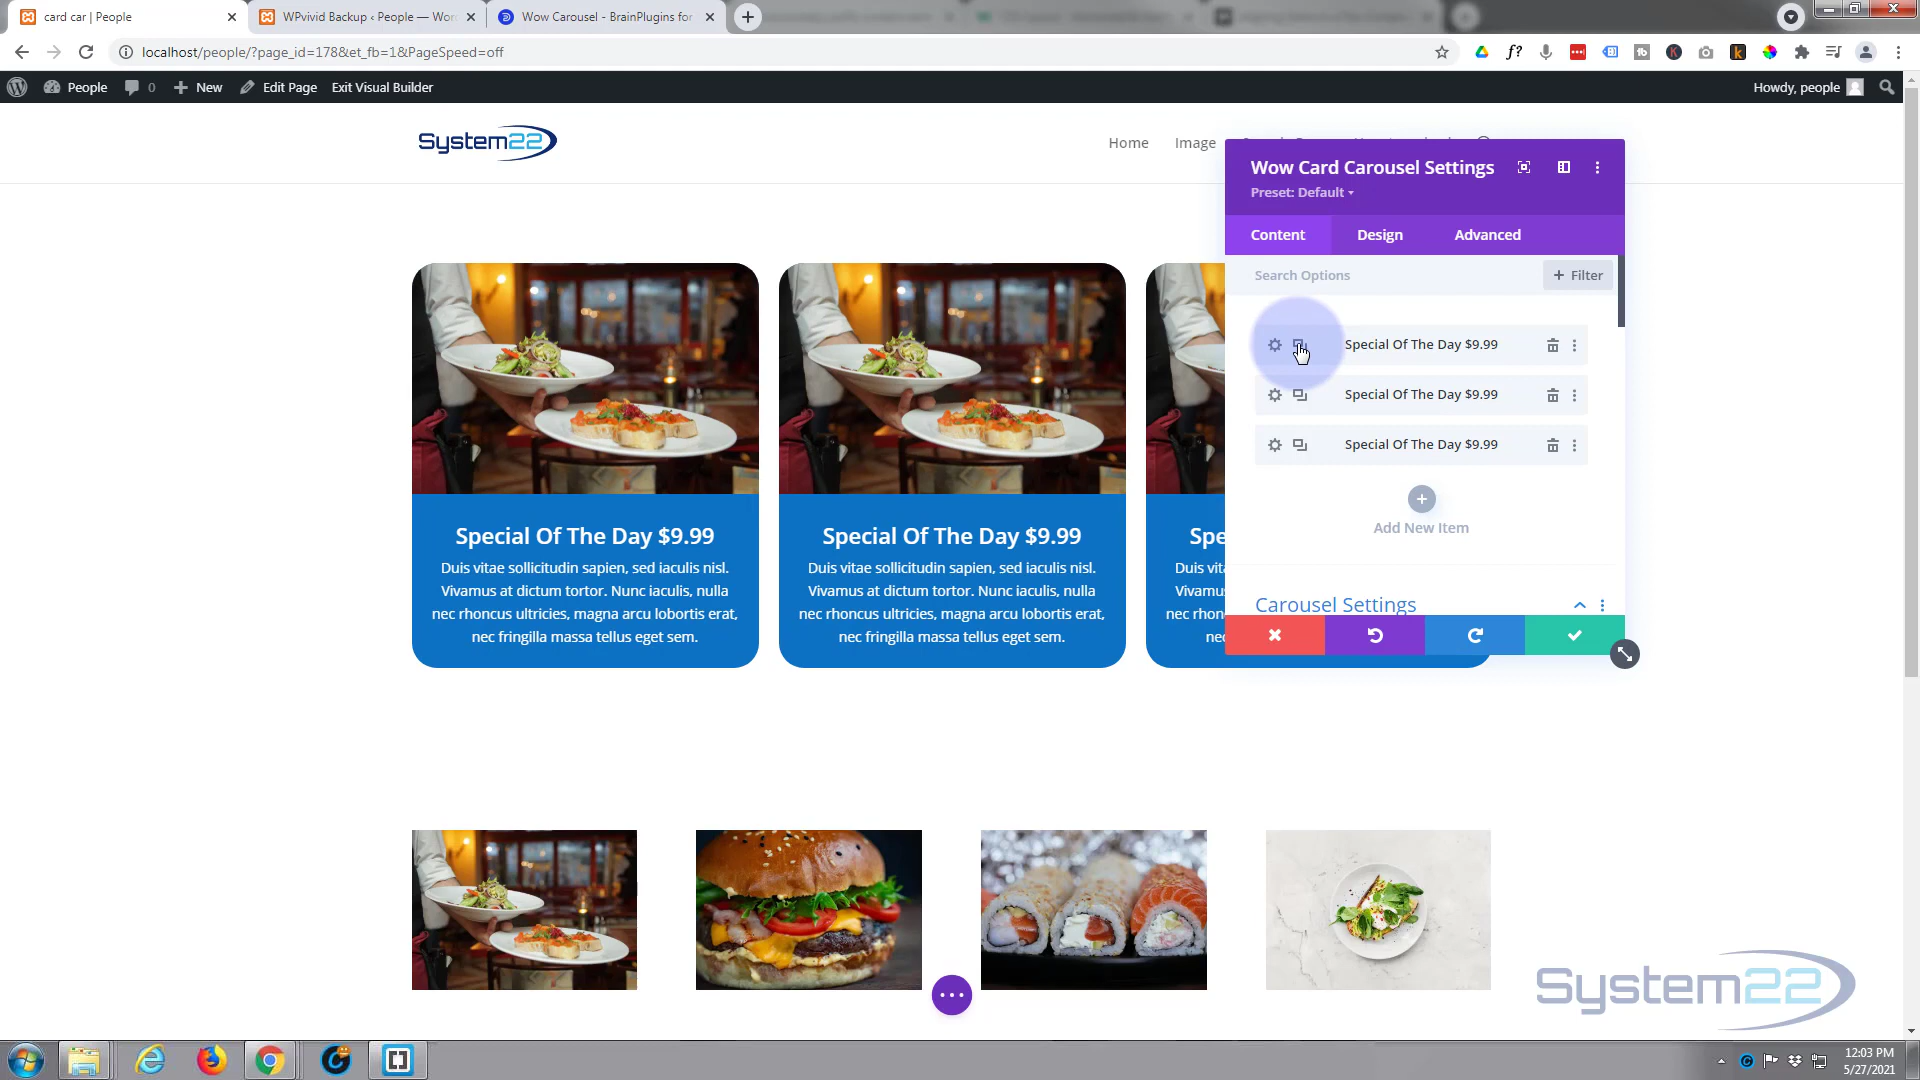 card car | People
WPvivid Backup ‹ People — Wor
Wow Carousel - BrainPlugins for
localhost/people/?page_id=178&et_fb=1&PageSpeed=off
People
0
New
Edit Page
Exit Visual Builder
Howdy, people
System22
Home
Image
Wow Card Carousel Settings
Preset: Default
Content
Design
Advanced
Search Options
+ Filter
Special Of The Day $9.99
Special Of The Day $9.99
Special Of The Day $9.99
Add New Item
Carousel Settings
Special Of The Day $9.99
Duis vitae sollicitudin sapien, sed iaculis nisl.
Vivamus at dictum tortor. Nunc iaculis, nulla
nec rhoncus ultricies, magna arcu lobortis erat,
nec fringilla massa tellus eget sem.
Special Of The Day $9.99
Duis vitae sollicitudin sapien, sed iaculis nisl.
Vivamus at dictum tortor. Nunc iaculis, nulla
nec rhoncus ultricies, magna arcu lobortis erat,
nec fringilla massa tellus eget sem.
Spe
Duis vita
Vivam
nec rho
nec
System22
12:03 PM
5/27/2021